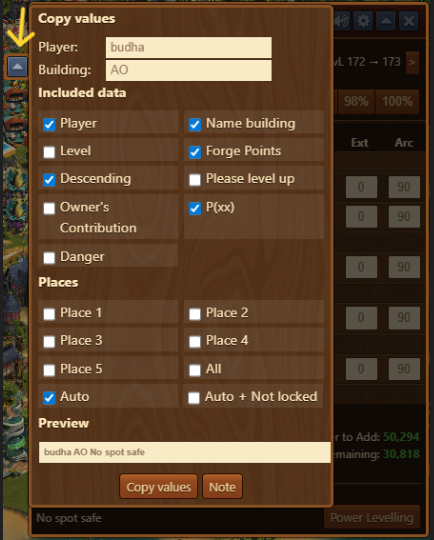 Copy values
Player: budha
Building: AO
vL 172 → 173 >
Included data
98% 100%
Player Name building
Ext Arc
Level Forge Points
Descending Please level up
0 90
Owner's Contribution P(xx)
0 90
Danger
0 90
Places
Place 1 Place 2
0 90
Place 3 Place 4
Place 5 All
0 90
Auto Auto + Not locked
Preview
r to Add: 50,294
budha AO No spot safe
maining: 30,818
Copy values Note
No spot safe Power Levelling